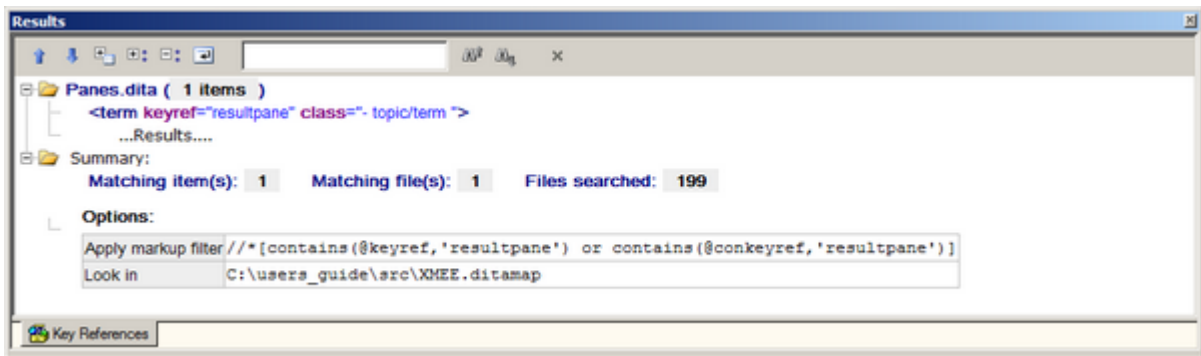 Results
Panes.dita ( 1 items )
<term keyref="resultpane" class="- topic/term ">
...Results....
Summary:
Matching item(s): 1 Matching file(s): 1 Files searched: 199
Options:
Apply markup filter //*[contains(@keyref,'resultpane') or contains(@conkeyref,'resultpane')]
Look in C:\users_guide\src\XMEE.ditamap
Key References